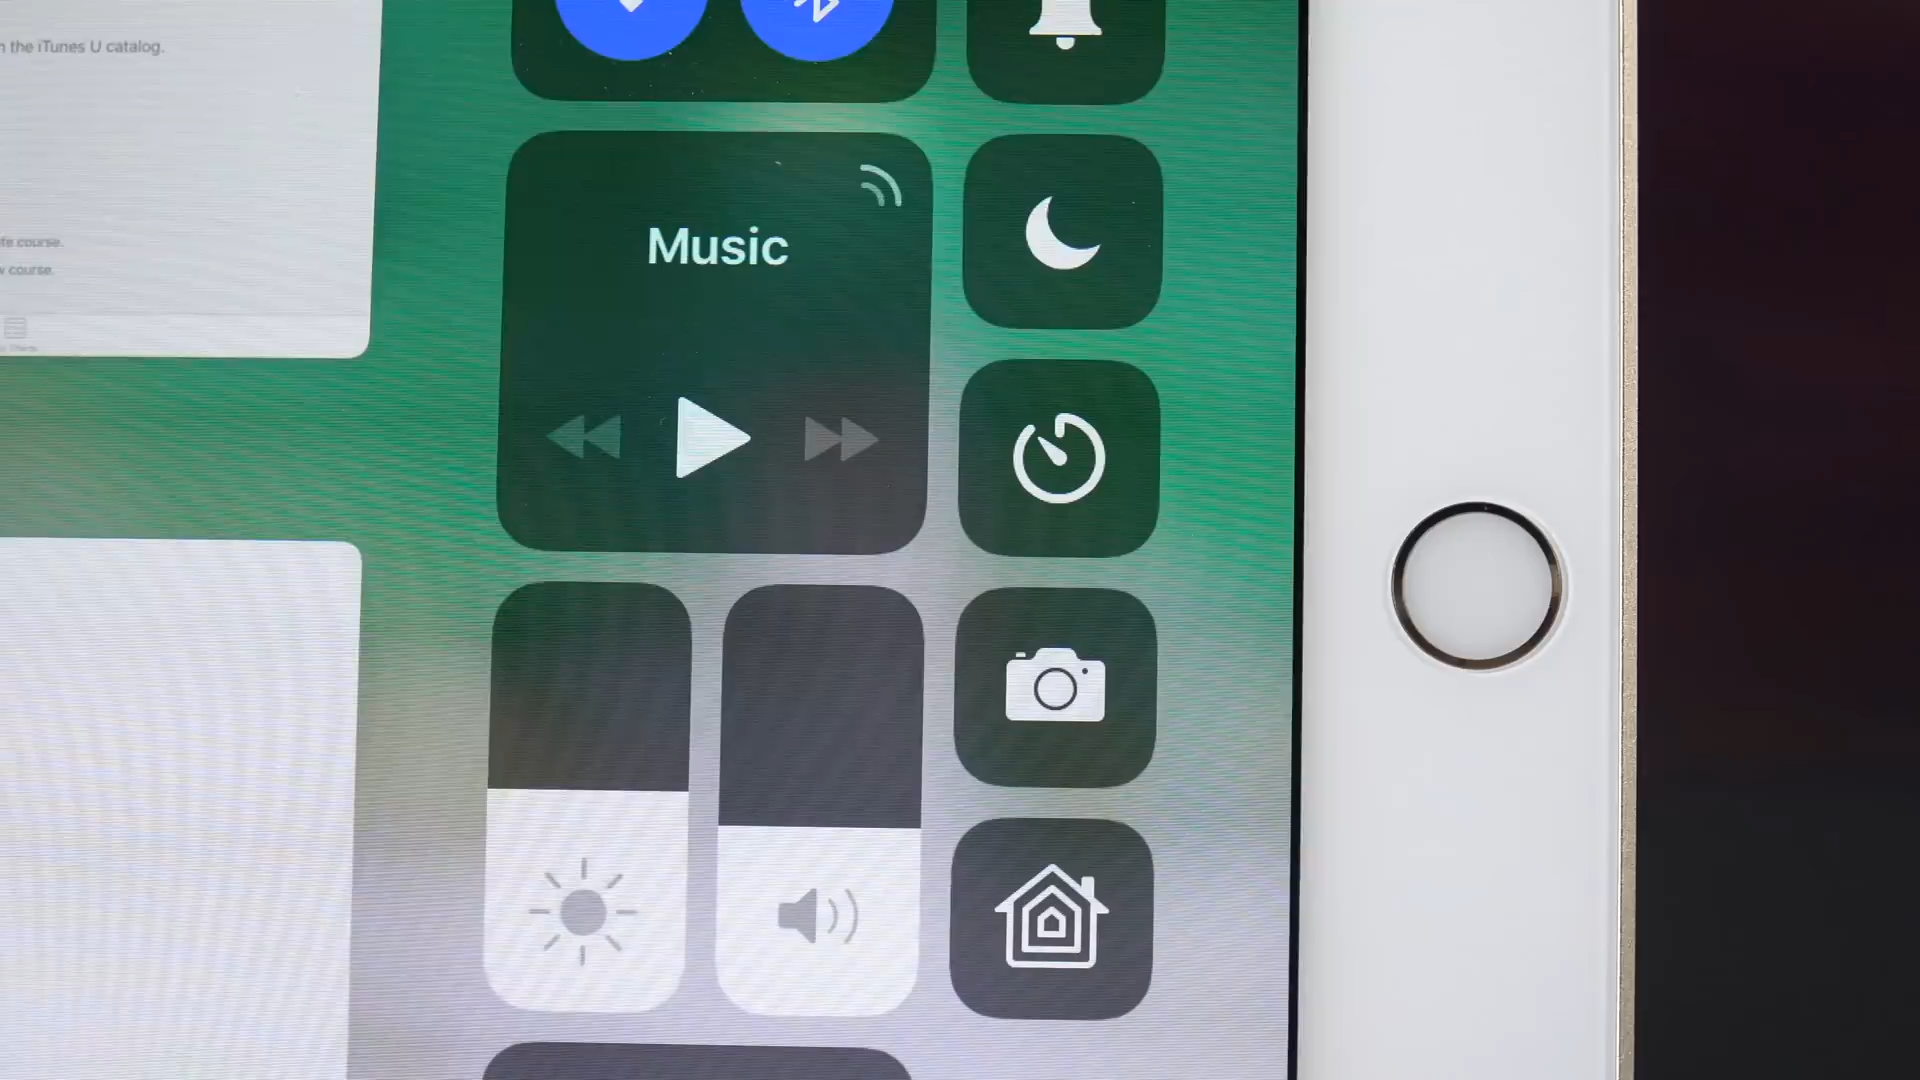 the iTunes U catalog.
course.
course.
Music